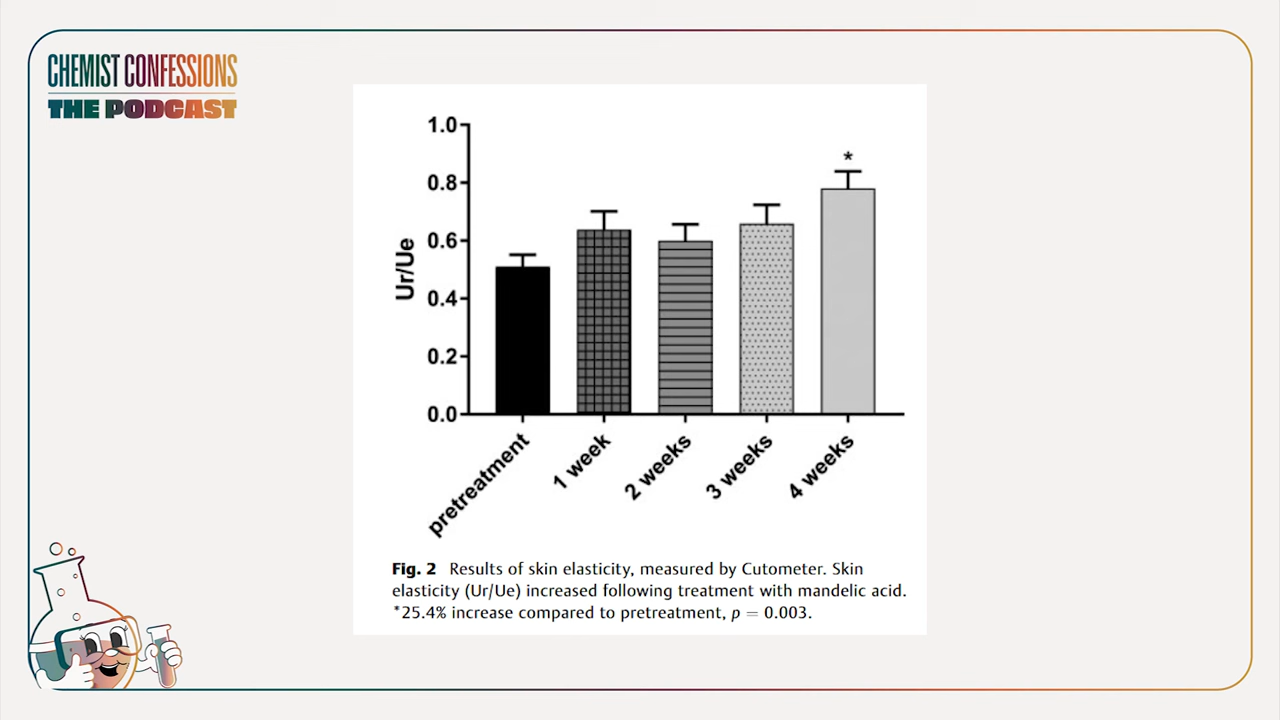 CHEMIST CONFESSIONS
THE PODCAST
1.0
0.8
0.6
0.4
0.2
0.0
Ur/Ue
*
pretreatment
1 week
2 weeks
3 weeks
4 weeks
Fig. 2 Results of skin elasticity, measured by Cutometer. Skin
elasticity (Ur/Ue) increased following treatment with mandelic acid.
*25.4% increase compared to pretreatment, p = 0.003.